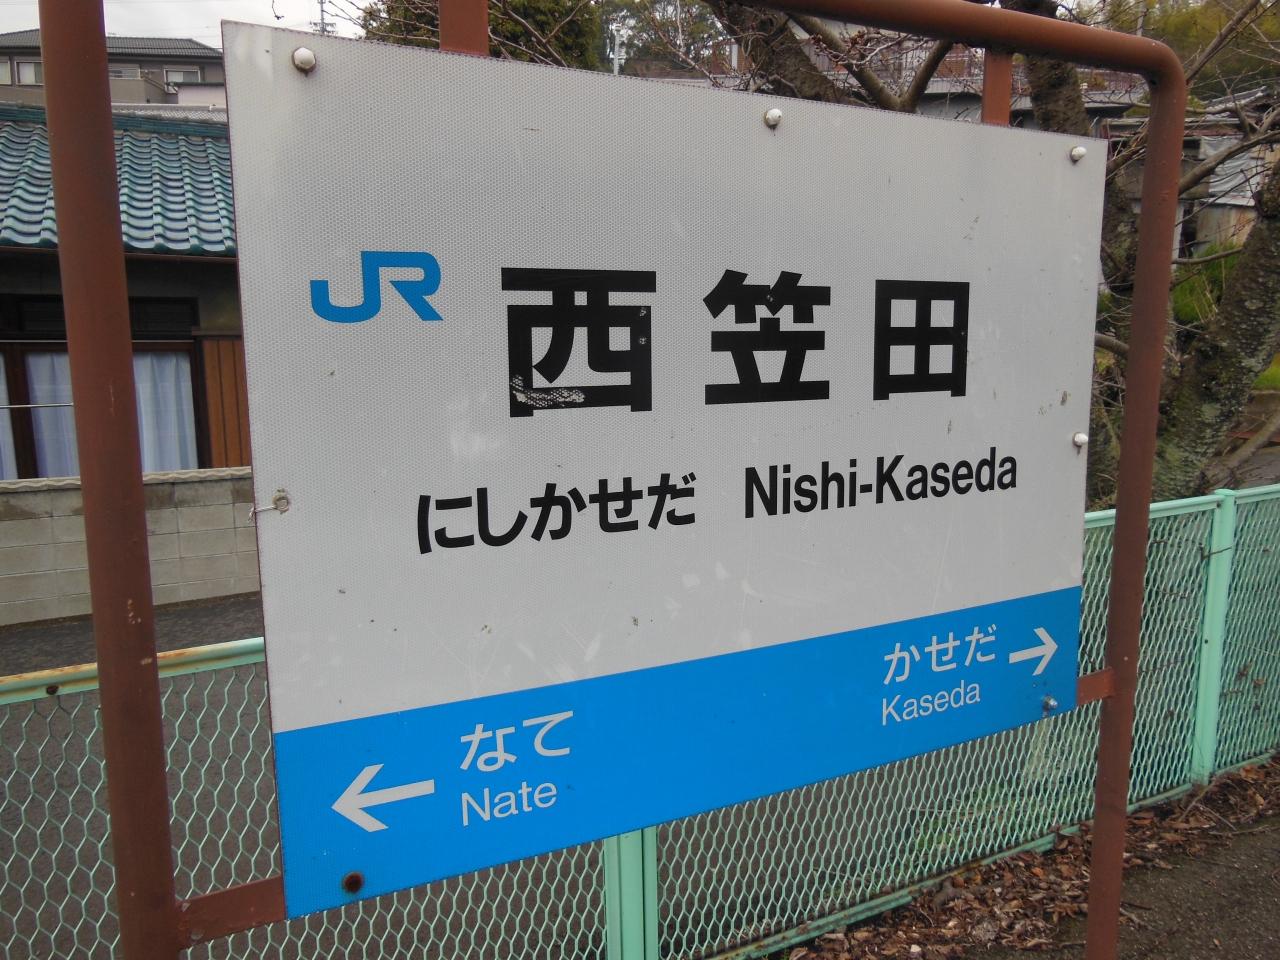 JR 西笠田
にしかせだ Nishi-Kaseda
かせだ →
Kaseda
← なて
Nate